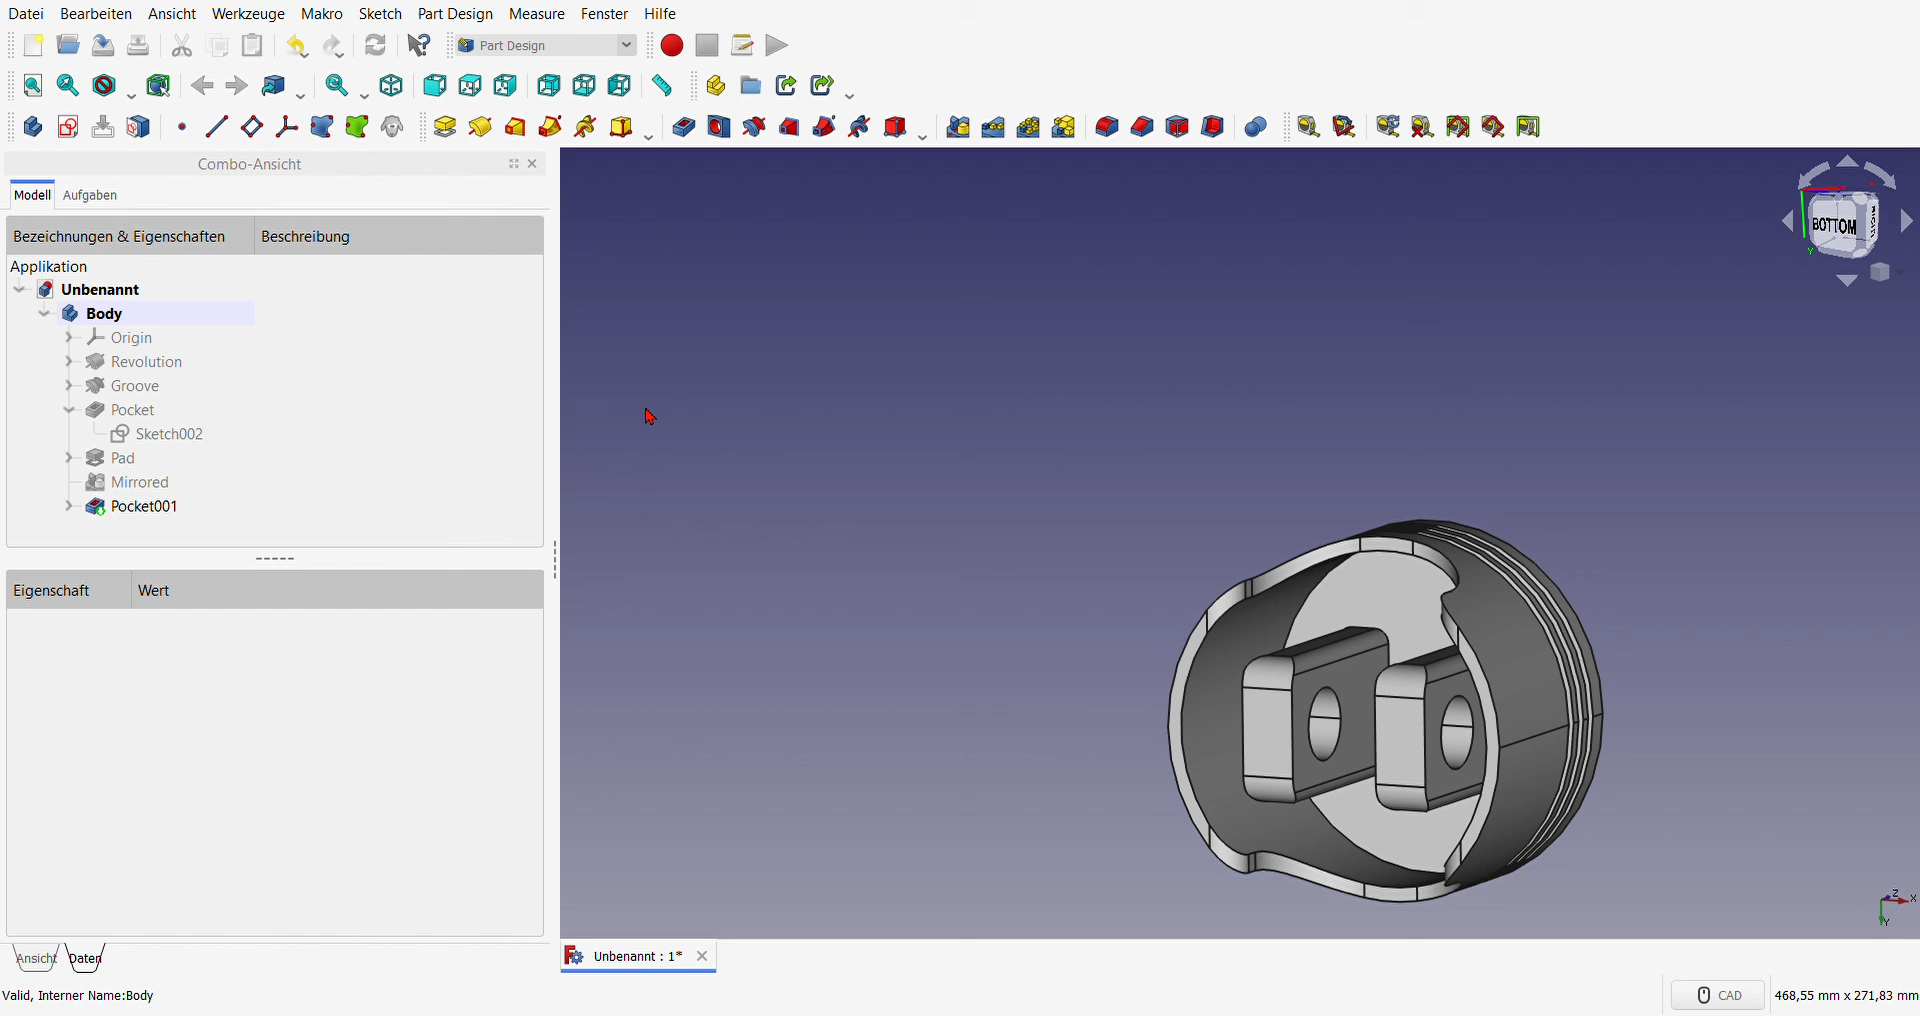 Datei Bearbeiten Ansicht Werkzeuge Makro Sketch Part Design Measure Fenster Hilfe
Part Design
Combo-Ansicht
Modell Aufgaben
Bezeichnungen & Eigenschaften Beschreibung
Applikation
Unbenannt
Body
Origin
Revolution
Groove
Pocket
Sketch002
Pad
Mirrored
Pocket001
Eigenschaft Wert
Ansicht Daten
BOTTOM
Y
Z
X
Y
Unbenannt : 1*
Valid, Interner Name:Body
CAD
468,55 mm x 271,83 mm